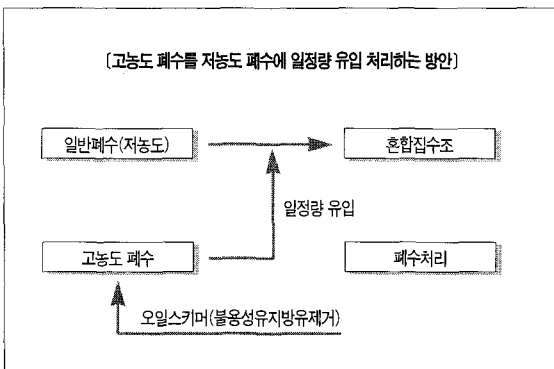 〔고농도 폐수를 저농도 폐수에 일정량 유입 처리하는 방안〕
일반폐수(저농도)
혼합집수조
일정량 유입
고농도 폐수
폐수처리
오일스키머(불용성유지방유제거)